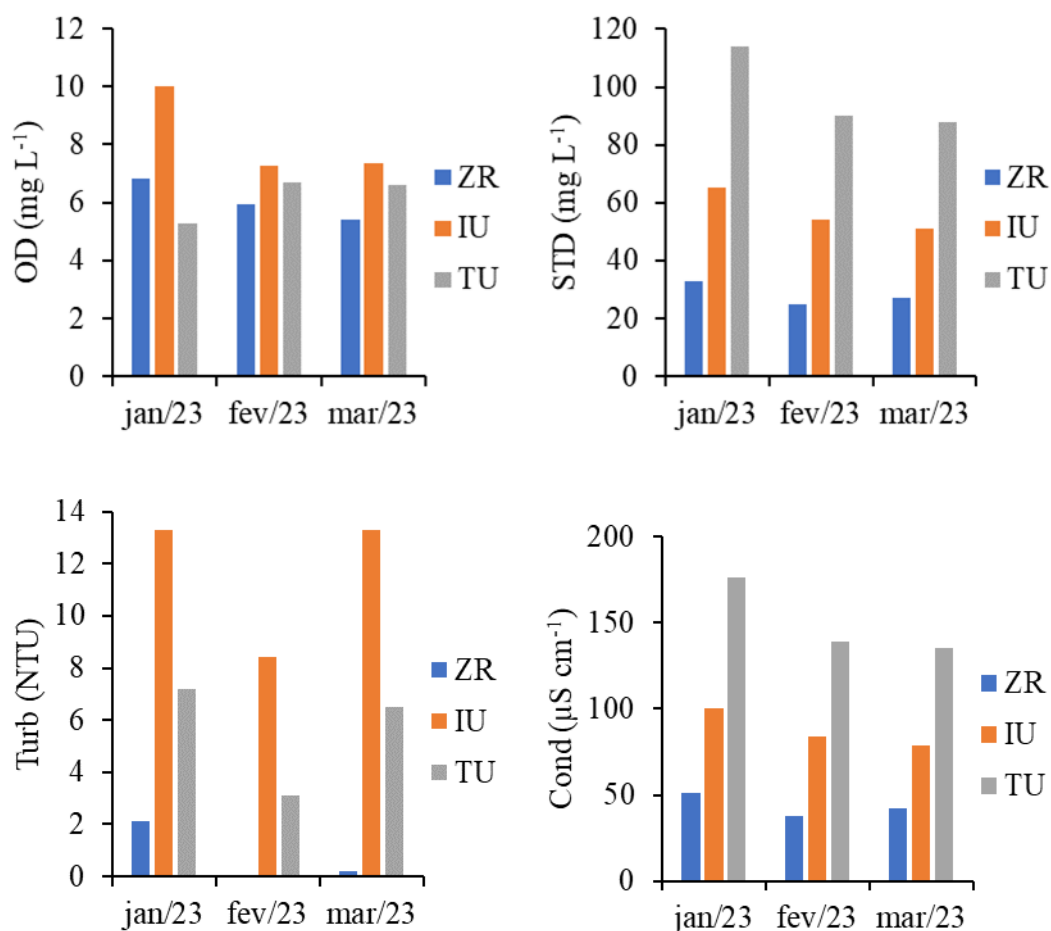 OD (mg L⁻¹)
12
10
8
6
4
2
0
jan/23 fev/23 mar/23
ZR
IU
TU
STD (mg L⁻¹)
120
100
80
60
40
20
0
jan/23 fev/23 mar/23
ZR
IU
TU
Turb (NTU)
14
12
10
8
6
4
2
0
jan/23 fev/23 mar/23
ZR
IU
TU
Cond (µS cm⁻¹)
200
150
100
50
0
jan/23 fev/23 mar/23
ZR
IU
TU